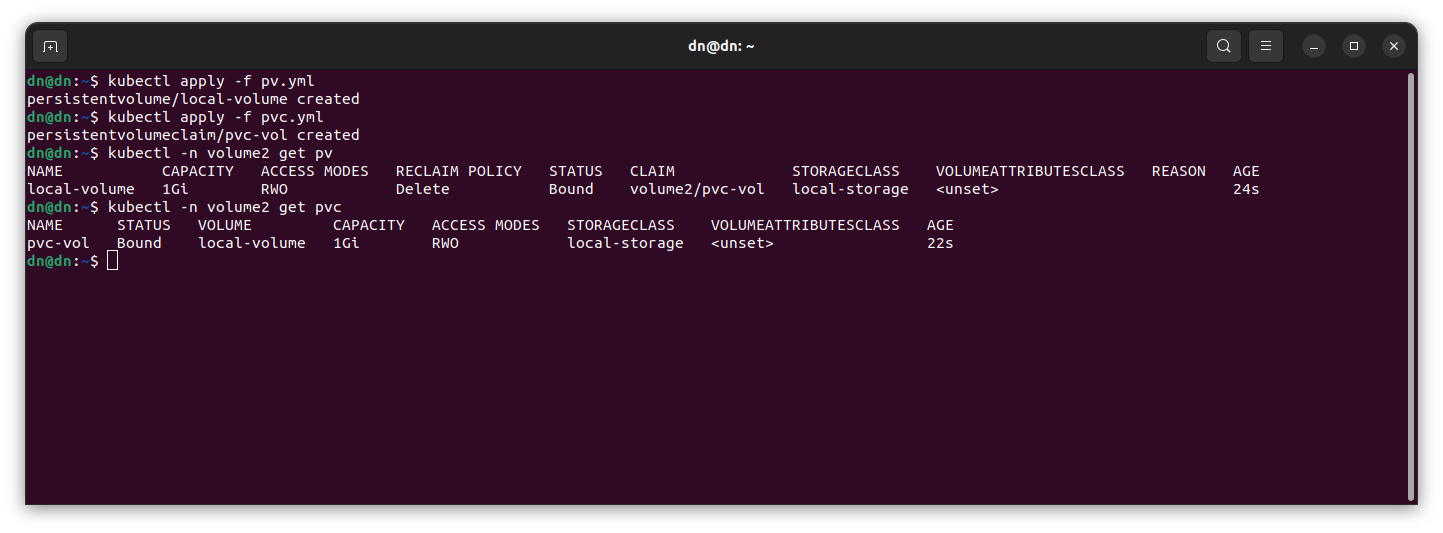 dn@dn: ~
dn@dn:~$ kubectl apply -f pv.yml
persistentvolume/local-volume created
dn@dn:~$ kubectl apply -f pvc.yml
persistentvolumeclaim/pvc-vol created
dn@dn:~$ kubectl -n volume2 get pv
NAME           CAPACITY   ACCESS MODES   RECLAIM POLICY   STATUS   CLAIM             STORAGECLASS    VOLUMEATTRIBUTESCLASS   REASON   AGE
local-volume   1Gi        RWO            Delete           Bound    volume2/pvc-vol   local-storage   <unset>                          24s
dn@dn:~$ kubectl -n volume2 get pvc
NAME      STATUS   VOLUME         CAPACITY   ACCESS MODES   STORAGECLASS    VOLUMEATTRIBUTESCLASS   AGE
pvc-vol   Bound    local-volume   1Gi        RWO            local-storage   <unset>                 22s
dn@dn:~$